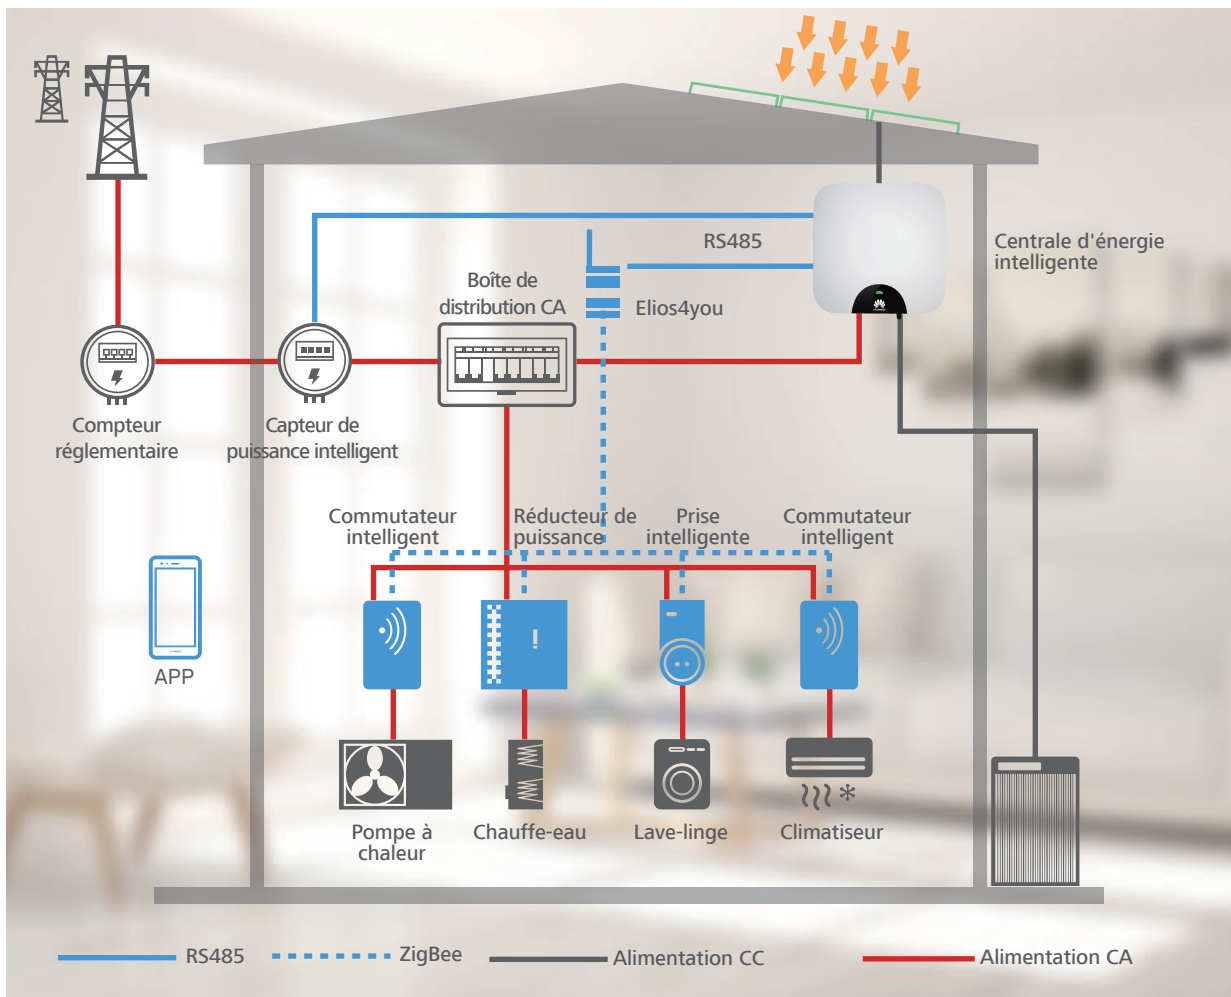 RS485
Centrale d'énergie
intelligente
Boîte de
distribution CA
Elios4you
Compteur
réglementaire
Capteur de
puissance intelligent
Commutateur
intelligent
Réducteur de
puissance
Prise
intelligente
Commutateur
intelligent
APP
Pompe à
chaleur
Chauffe-eau
Lave-linge
Climatiseur
RS485
ZigBee
Alimentation CC
Alimentation CA